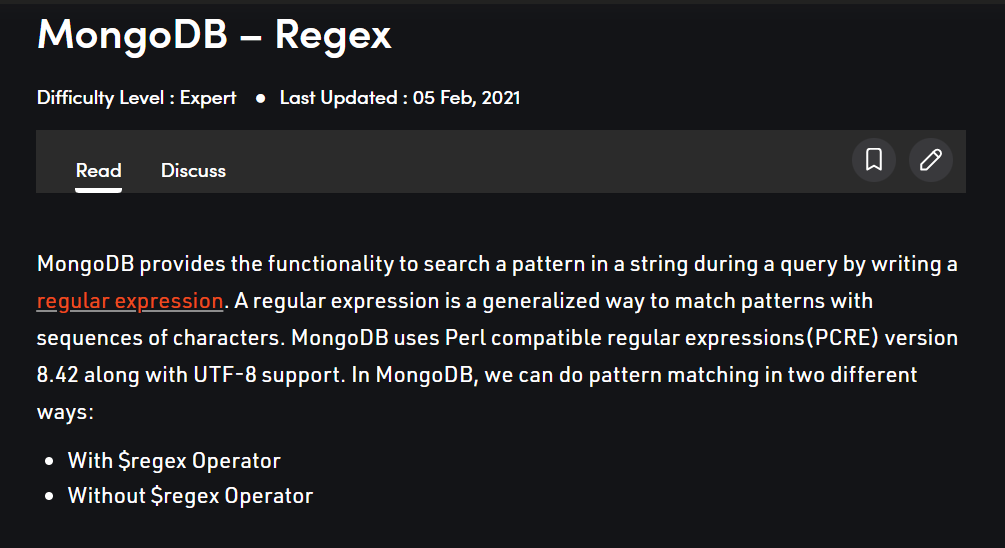 MongoDB – Regex
Difficulty Level : Expert ● Last Updated : 05 Feb, 2021
Read Discuss
MongoDB provides the functionality to search a pattern in a string during a query by writing a
regular expression. A regular expression is a generalized way to match patterns with
sequences of characters. MongoDB uses Perl compatible regular expressions(PCRE) version
8.42 along with UTF-8 support. In MongoDB, we can do pattern matching in two different
ways:
• With $regex Operator
• Without $regex Operator